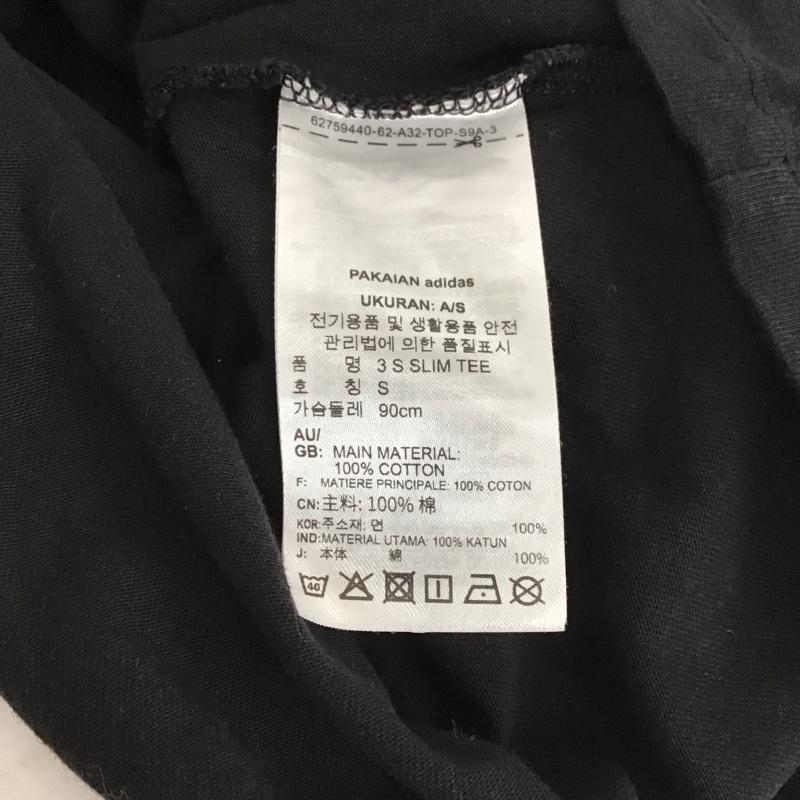 62759440-62-A32-TOP-S9A-3
PAKAIAN adidas
UKURAN: A/S
전기용품 및 생활용품 안전
관리법에 의한 품질표시
품 명 3 S SLIM TEE
호 칭 S
가슴둘레 90cm
AU/
GB: MAIN MATERIAL:
100% COTTON
F: MATIERE PRINCIPALE: 100% COTON
CN:主料: 100% 棉
KOR:주소재: 면 100%
IND:MATERIAL UTAMA: 100% KATUN
J: 本体 綿 100%
40